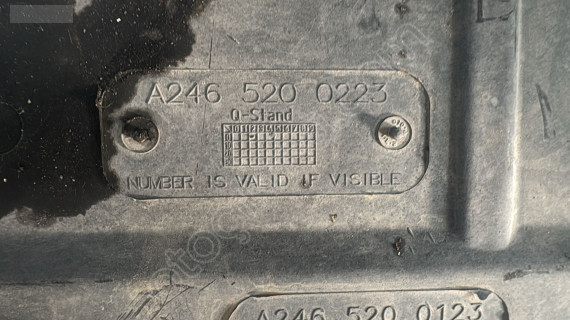 A246 520 0223
Q-Stand
NUMBER IS VALID IF VISIBLE
A246 520 0123